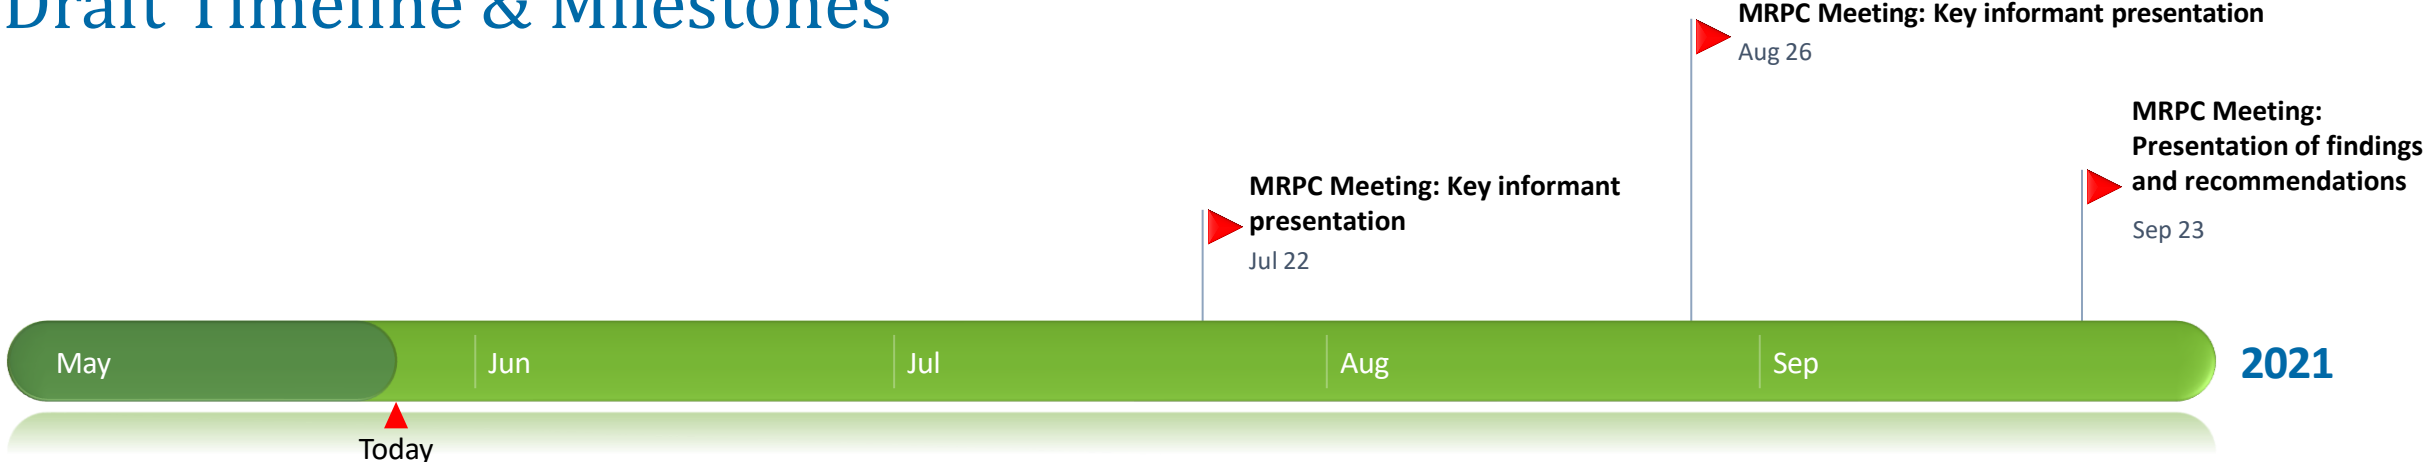 Draft Timeline & Milestones
MRPC Meeting: Key informant presentation
Aug 26
MRPC Meeting:
Presentation of findings
and recommendations
Sep 23
MRPC Meeting: Key informant
presentation
Jul 22
May
Jun
Jul
Aug
Sep
2021
Today